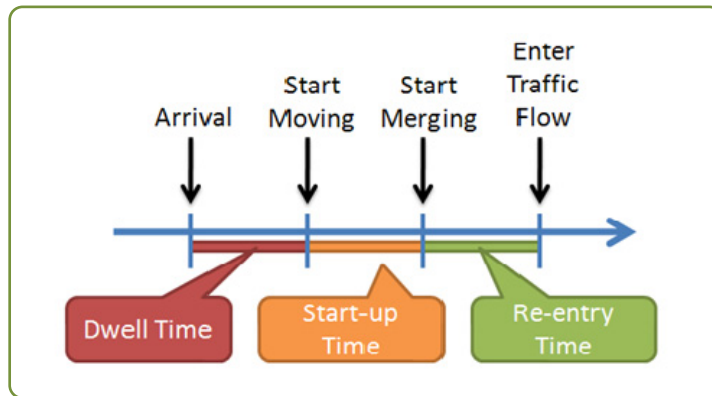 Arrival
Start
Moving
Start
Merging
Enter
Traffic
Flow
Dwell Time
Start-up
Time
Re-entry
Time